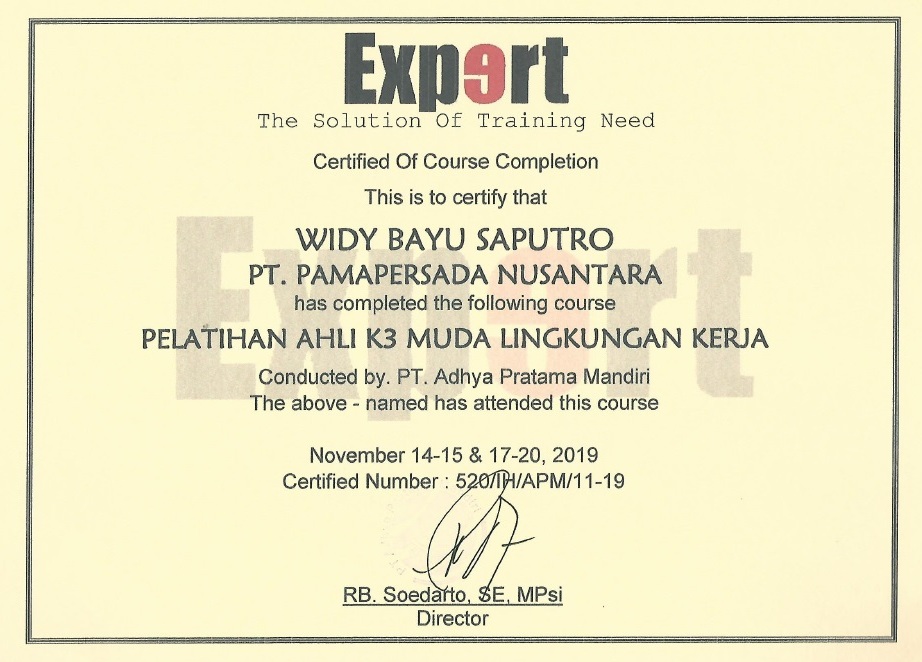 Expert
The Solution Of Training Need
Certified Of Course Completion
This is to certify that
WIDY BAYU SAPUTRO
PT. PAMAPERSADA NUSANTARA
has completed the following course
PELATIHAN AHLI K3 MUDA LINGKUNGAN KERJA
Conducted by. PT. Adhya Pratama Mandiri
The above - named has attended this course
November 14-15 & 17-20, 2019
Certified Number : 520/IH/APM/11-19
RB. Soedarto, SE, MPsi
Director